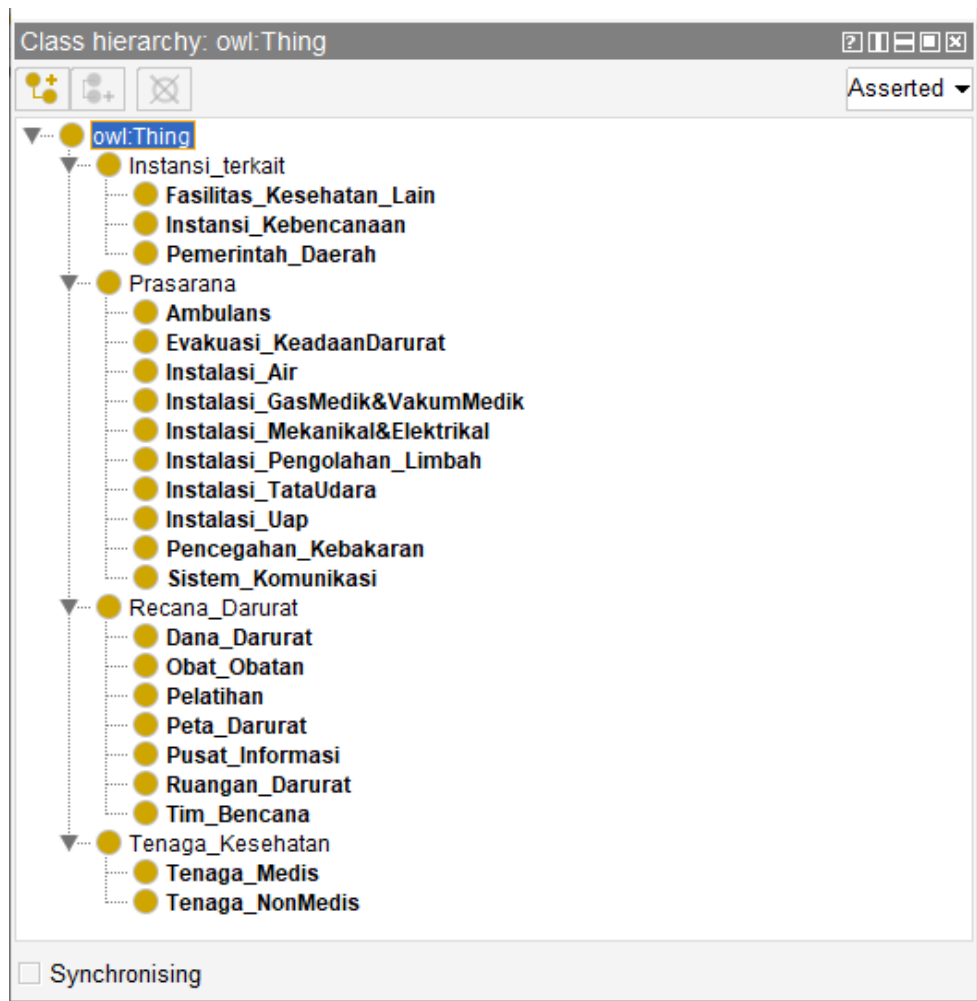 Class hierarchy: owl:Thing
Asserted
owl:Thing
Instansi_terkait
Fasilitas_Kesehatan_Lain
Instansi_Kebencanaan
Pemerintah_Daerah
Prasarana
Ambulans
Evakuasi_KeadaanDarurat
Instalasi_Air
Instalasi_GasMedik&VakumMedik
Instalasi_Mekanikal&Elektrikal
Instalasi_Pengolahan_Limbah
Instalasi_TataUdara
Instalasi_Uap
Pencegahan_Kebakaran
Sistem_Komunikasi
Recana_Darurat
Dana_Darurat
Obat_Obatan
Pelatihan
Peta_Darurat
Pusat_Informasi
Ruangan_Darurat
Tim_Bencana
Tenaga_Kesehatan
Tenaga_Medis
Tenaga_NonMedis
Synchronising